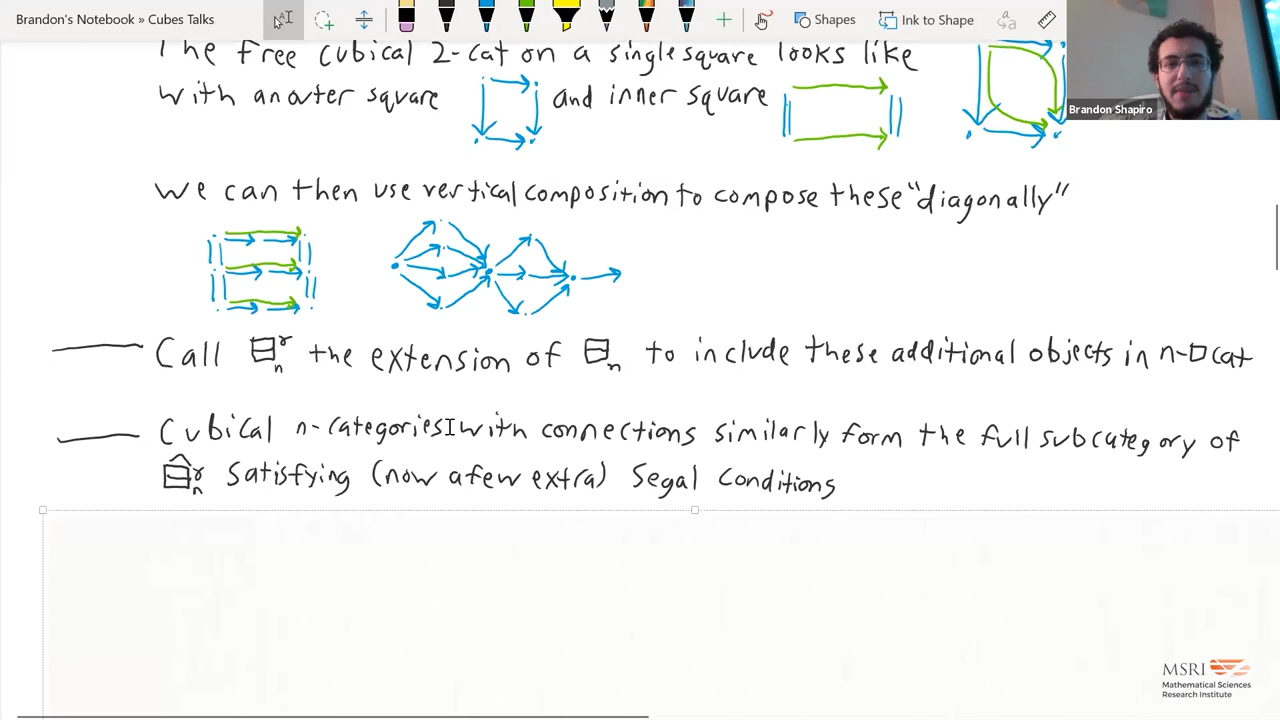 Brandon's Notebook » Cubes Talks
Shapes
Ink to Shape
The free cubical 2-cat on a single square looks like
with an outer square and inner square
Brandon Shapiro
We can then use vertical composition to compose these "diagonally"
Call ⊟ᵞₙ the extension of ⊟ₙ to include these additional objects in n-□cat
Cubical n-categories with connections similarly form the full subcategory of
⊟̂ᵞₙ satisfying (now a few extra) Segal Conditions
MSRI
Mathematical Sciences
Research Institute